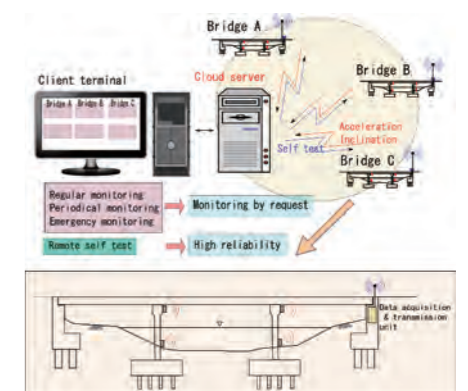 Bridge A
Client terminal
Cloud server
Bridge B
Bridge A Bridge B Bridge C
Acceleration
Inclination
Self test
Bridge C
Regular monitoring
Periodical monitoring
Emergency monitoring
Monitoring by request
Remote self test
High reliability
Data acquisition
& transmission
unit